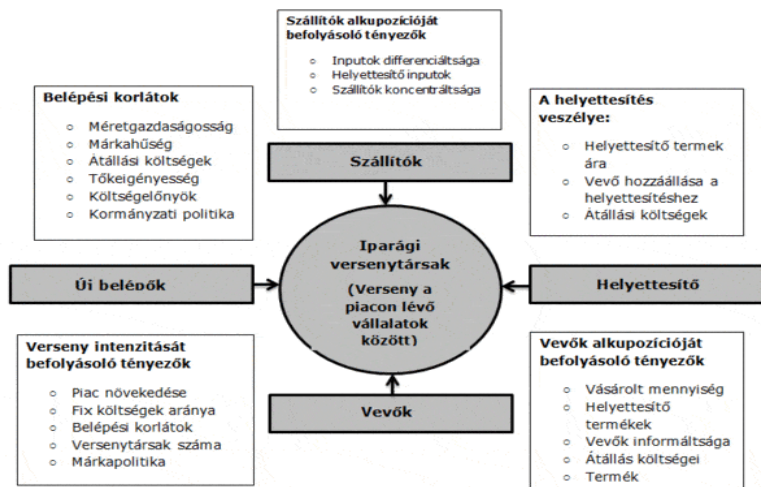 Szállítók alkupozícióját
befolyásoló tényezők
Inputok differenciáltsága
Helyettesítő inputok
Szállítók koncentráltsága
Belépési korlátok
Méretgazdaságosság
Márkahűség
Átállási költségek
Tőkeigényesség
Költségelőnyök
Kormányzati politika
A helyettesítés
veszélye:
Helyettesítő termek
ára
Vevő hozzáállása a
helyettesítéshez
Átállási költségek
Szállítók
Iparági
versenytársak
(Verseny a
piacon lévő
vállalatok
között)
Új belépők
Helyettesítő
Verseny intenzitását
befolyásoló tényezők
Piac növekedése
Fix költségek aránya
Belépési korlátok
Versenytársak száma
Márkapolitika
Vevők
Vevők alkupozícióját
befolyásoló tényezők
Vásárolt mennyiség
Helyettesítő
termékek
Vevők informáltsága
Átállás költségei
Termék